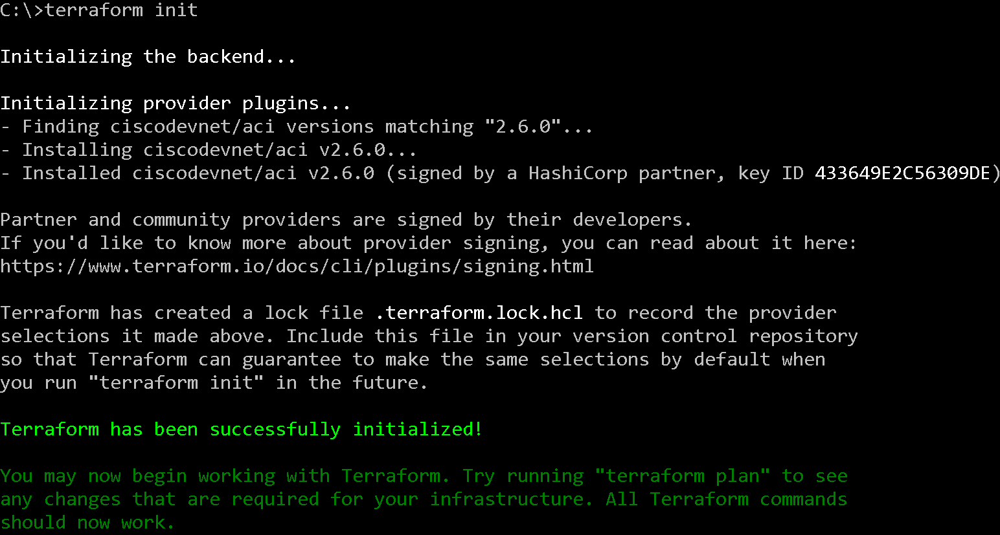 C:\>terraform init
Initializing the backend...
Initializing provider plugins...
- Finding ciscodevnet/aci versions matching "2.6.0"...
- Installing ciscodevnet/aci v2.6.0...
- Installed ciscodevnet/aci v2.6.0 (signed by a HashiCorp partner, key ID 433649E2C56309DE)
Partner and community providers are signed by their developers.
If you'd like to know more about provider signing, you can read about it here:
https://www.terraform.io/docs/cli/plugins/signing.html
Terraform has created a lock file .terraform.lock.hcl to record the provider
selections it made above. Include this file in your version control repository
so that Terraform can guarantee to make the same selections by default when
you run "terraform init" in the future.
Terraform has been successfully initialized!
You may now begin working with Terraform. Try running "terraform plan" to see
any changes that are required for your infrastructure. All Terraform commands
should now work.